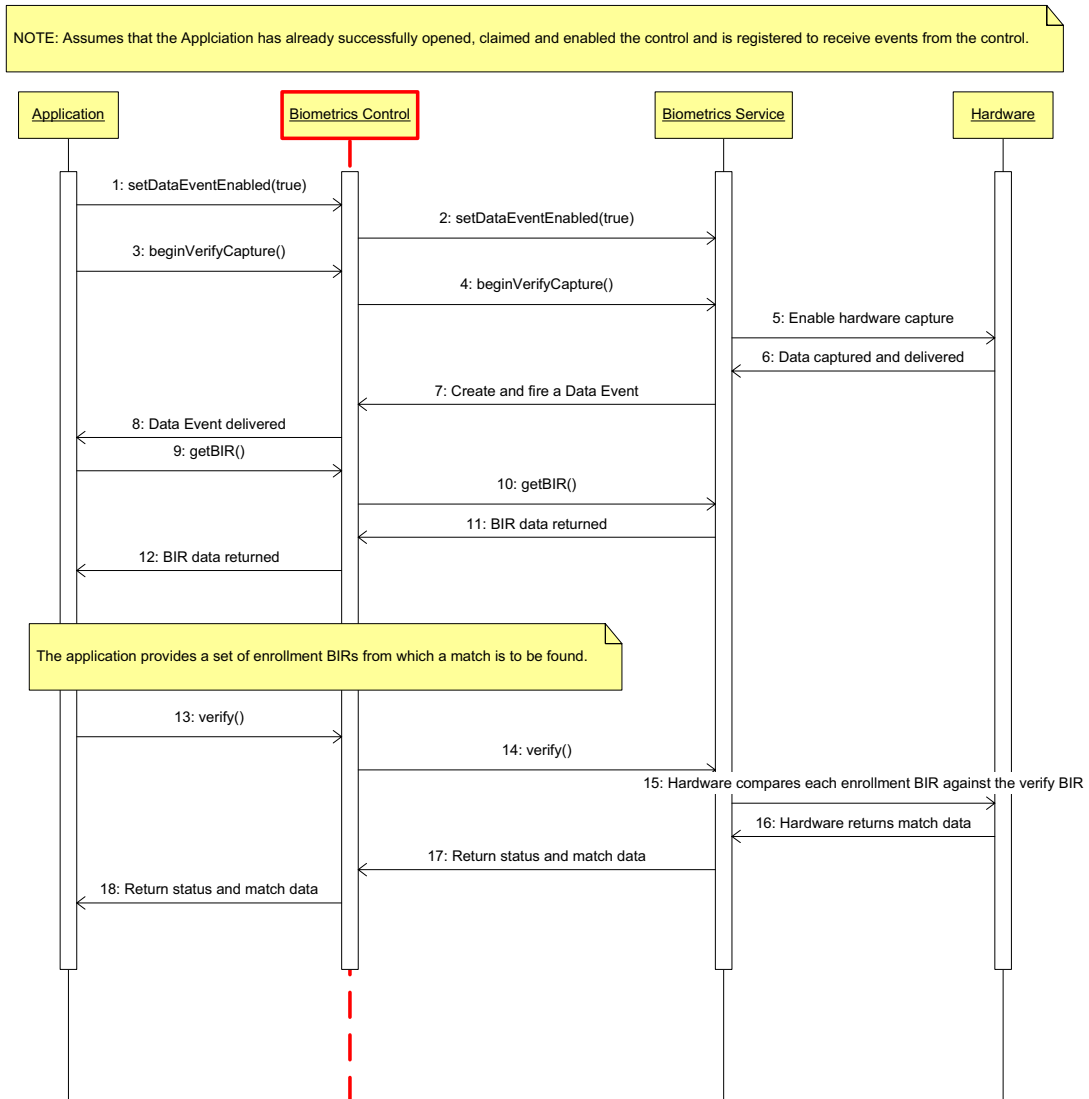 NOTE: Assumes that the Applciation has already successfully opened, claimed and enabled the control and is registered to receive events from the control.
Application
Biometrics Control
Biometrics Service
Hardware
1: setDataEventEnabled(true)
2: setDataEventEnabled(true)
3: beginVerifyCapture()
4: beginVerifyCapture()
5: Enable hardware capture
6: Data captured and delivered
7: Create and fire a Data Event
8: Data Event delivered
9: getBIR()
10: getBIR()
11: BIR data returned
12: BIR data returned
The application provides a set of enrollment BIRs from which a match is to be found.
13: verify()
14: verify()
15: Hardware compares each enrollment BIR against the verify BIR
16: Hardware returns match data
17: Return status and match data
18: Return status and match data